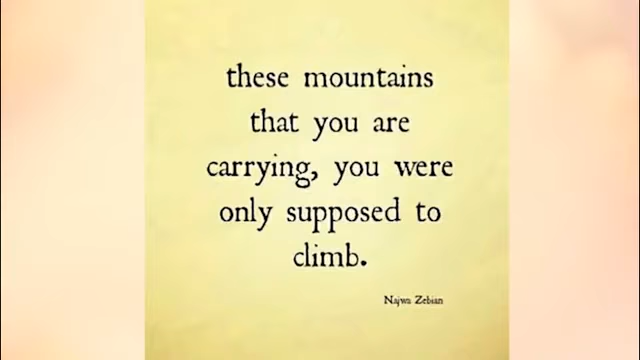 these mountains
that you are
carrying, you were
only supposed to
climb.
Najwa Zebian